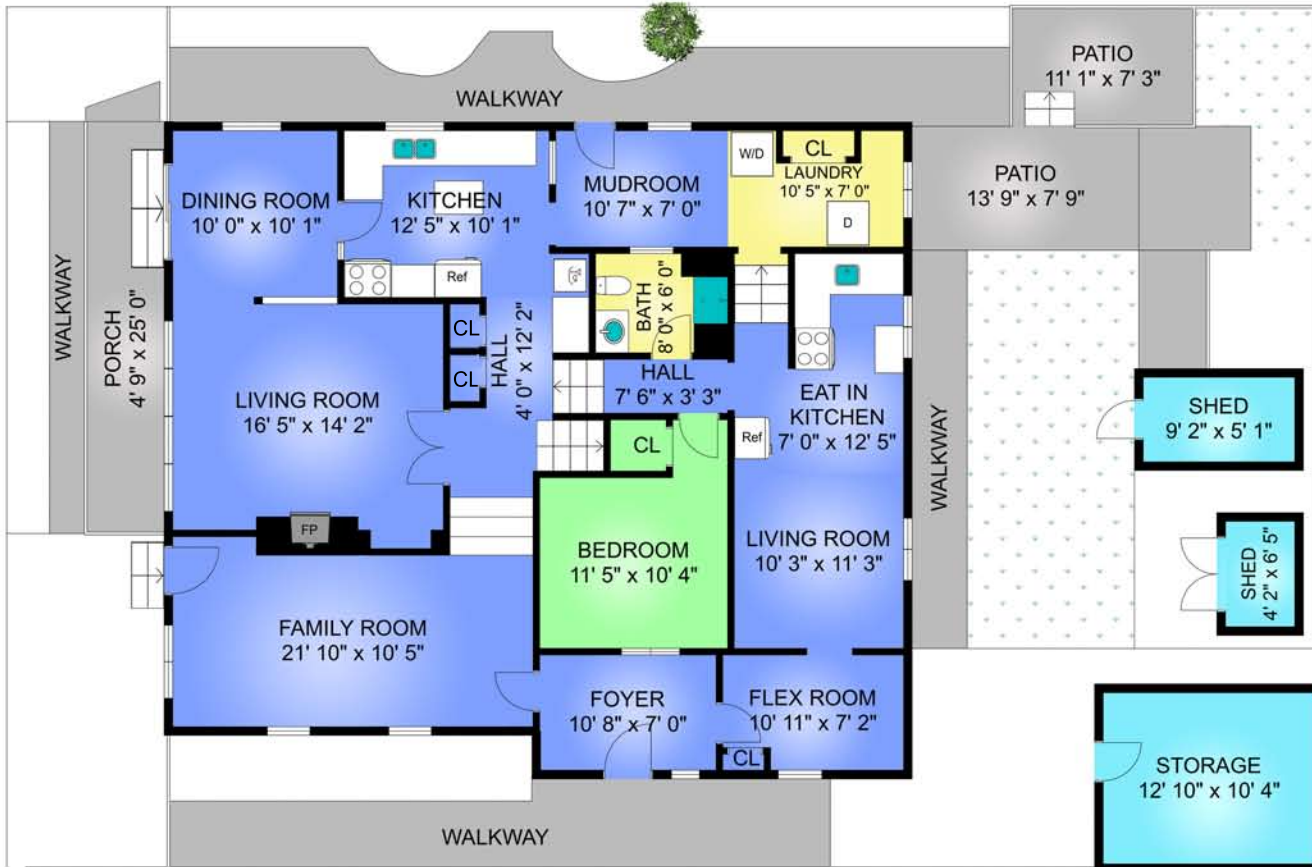 PATIO
11' 1" x 7' 3"
WALKWAY
W/D
CL
LAUNDRY
10' 5" x 7' 0"
MUDROOM
10' 7" x 7' 0"
PATIO
13' 9" x 7' 9"
DINING ROOM
10' 0" x 10' 1"
KITCHEN
12' 5" x 10' 1"
D
Ref
WALKWAY
PORCH
4' 9" x 25' 0"
BATH
8' 0" x 6' 0"
CL
CL
HALL
4' 0" x 12' 2"
HALL
7' 6" x 3' 3"
LIVING ROOM
16' 5" x 14' 2"
EAT IN
KITCHEN
7' 0" x 12' 5"
Ref
CL
SHED
9' 2" x 5' 1"
WALKWAY
FP
BEDROOM
11' 5" x 10' 4"
LIVING ROOM
10' 3" x 11' 3"
SHED
4' 2" x 6' 5"
FAMILY ROOM
21' 10" x 10' 5"
FOYER
10' 8" x 7' 0"
FLEX ROOM
10' 11" x 7' 2"
CL
STORAGE
12' 10" x 10' 4"
WALKWAY